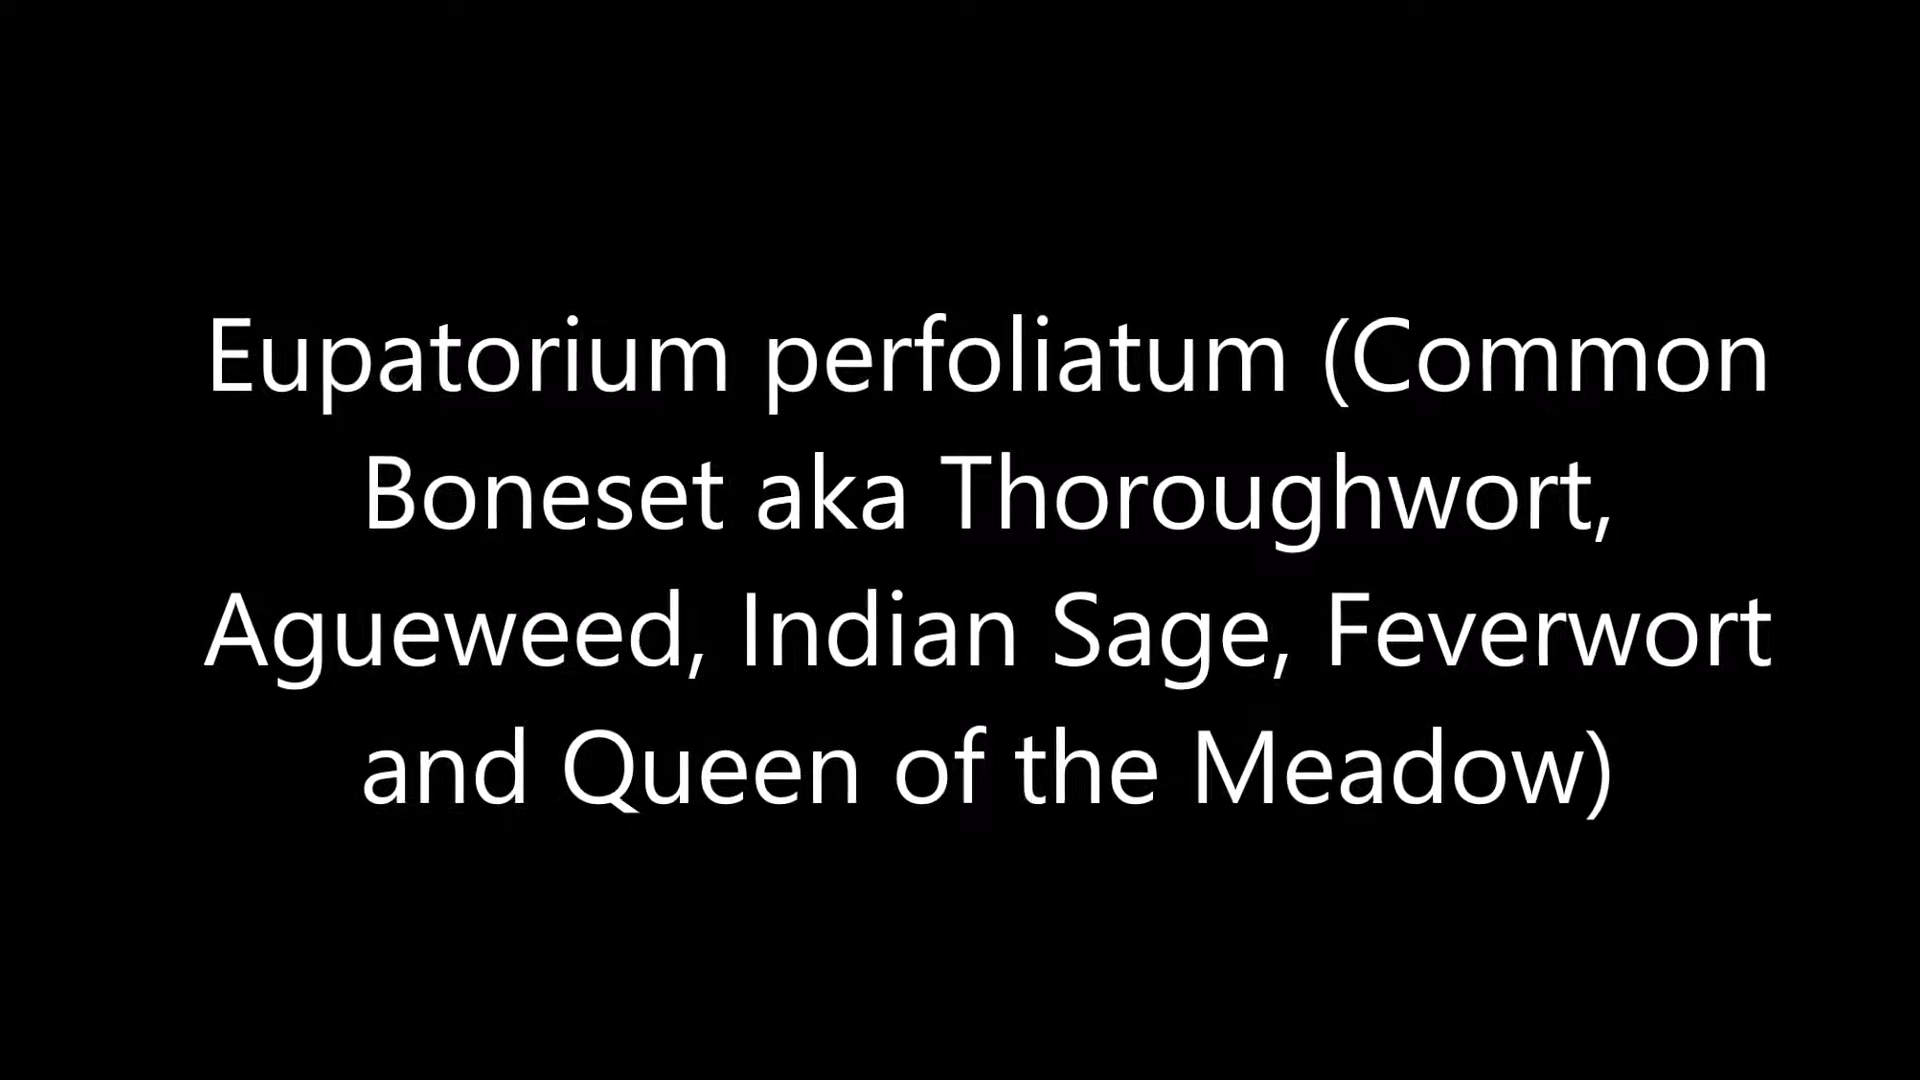 Eupatorium perfoliatum (Common
Boneset aka Thoroughwort,
Agueweed, Indian Sage, Feverwort
and Queen of the Meadow)